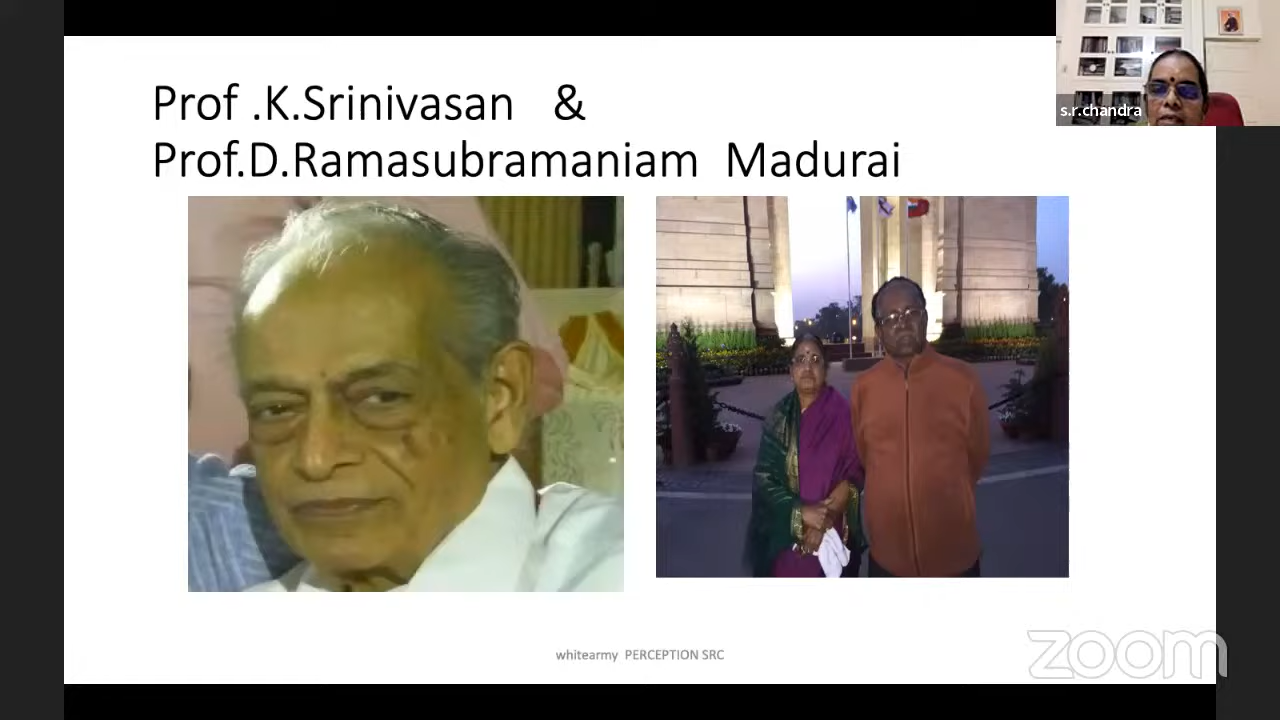 Prof .K.Srinivasan & 
Prof.D.Ramasubramaniam Madurai
s.r.chandra
whitearmy PERCEPTION SRC
zoom